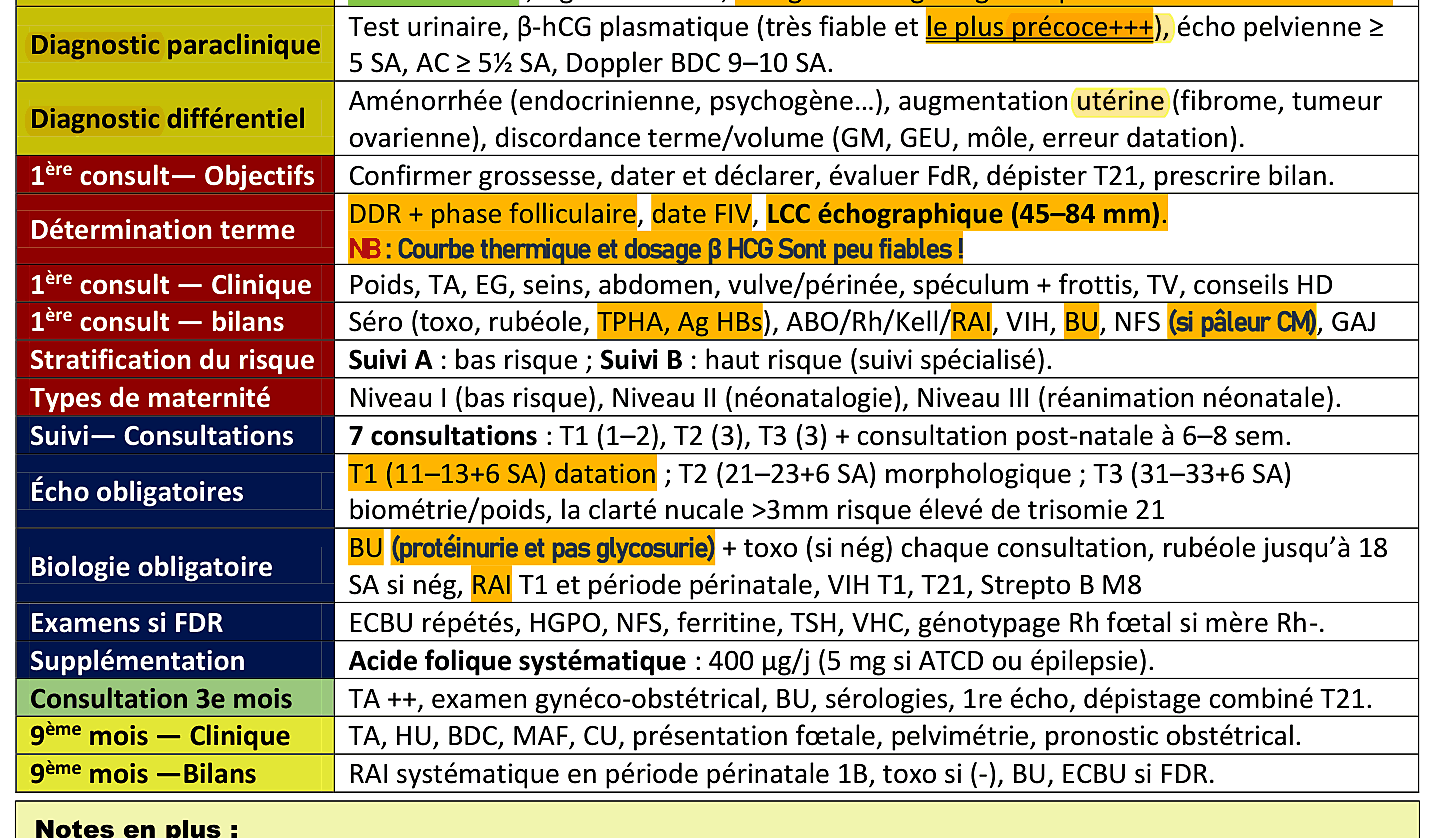 Diagnostic paraclinique
Test urinaire, β-hCG plasmatique (très fiable et le plus précoce+++), écho pelvienne ≥
5 SA, AC ≥ 5½ SA, Doppler BDC 9–10 SA.
Diagnostic différentiel
Aménorrhée (endocrinienne, psychogène…), augmentation utérine (fibrome, tumeur
ovarienne), discordance terme/volume (GM, GEU, môle, erreur datation).
1ère consult— Objectifs
Confirmer grossesse, dater et déclarer, évaluer FdR, dépister T21, prescrire bilan.
Détermination terme
DDR + phase folliculaire, date FIV, LCC échographique (45–84 mm).
NB : Courbe thermique et dosage β HCG Sont peu fiables !
1ère consult — Clinique
Poids, TA, EG, seins, abdomen, vulve/périnée, spéculum + frottis, TV, conseils HD
1ère consult — bilans
Séro (toxo, rubéole, TPHA, Ag HBs), ABO/Rh/Kell/RAI, VIH, BU, NFS (si pâleur CM), GAJ
Stratification du risque
Suivi A : bas risque ; Suivi B : haut risque (suivi spécialisé).
Types de maternité
Niveau I (bas risque), Niveau II (néonatalogie), Niveau III (réanimation néonatale).
Suivi— Consultations
7 consultations : T1 (1–2), T2 (3), T3 (3) + consultation post-natale à 6–8 sem.
Écho obligatoires
T1 (11–13+6 SA) datation ; T2 (21–23+6 SA) morphologique ; T3 (31–33+6 SA)
biométrie/poids, la clarté nucale >3mm risque élevé de trisomie 21
Biologie obligatoire
BU (protéinurie et pas glycosurie) + toxo (si nég) chaque consultation, rubéole jusqu’à 18
SA si nég, RAI T1 et période périnatale, VIH T1, T21, Strepto B M8
Examens si FDR
ECBU répétés, HGPO, NFS, ferritine, TSH, VHC, génotypage Rh fœtal si mère Rh-.
Supplémentation
Acide folique systématique : 400 µg/j (5 mg si ATCD ou épilepsie).
Consultation 3e mois
TA ++, examen gynéco-obstétrical, BU, sérologies, 1re écho, dépistage combiné T21.
9ème mois — Clinique
TA, HU, BDC, MAF, CU, présentation fœtale, pelvimétrie, pronostic obstétrical.
9ème mois —Bilans
RAI systématique en période périnatale 1B, toxo si (-), BU, ECBU si FDR.
Notes en plus :